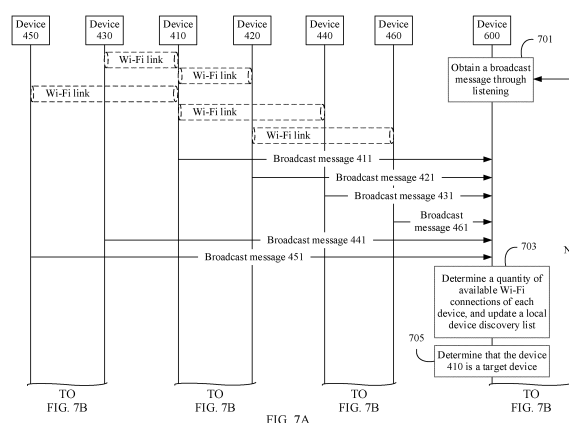 Device
450
Device
430
Device
410
Device
420
Device
440
Device
460
Device
600
701
Wi-Fi link
Obtain a broadcast
message through
listening
Wi-Fi link
Wi-Fi link
Wi-Fi link
Wi-Fi link
Broadcast message 411
Broadcast message 421
Broadcast message 431
Broadcast
message 461
Broadcast message 441
703
N
Broadcast message 451
Determine a quantity of
available Wi-Fi
connections of each
device, and update a local
device discovery list
705
Determine that the device
410 is a target device
TO
FIG. 7B
TO
FIG. 7B
TO
FIG. 7B
TO
FIG. 7B
FIG. 7A